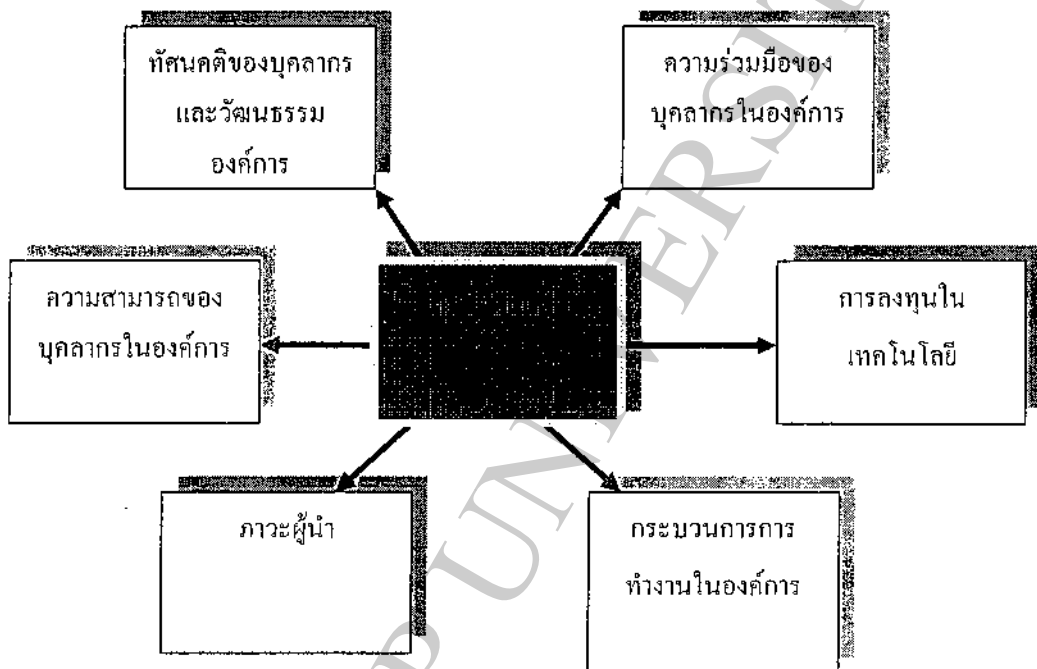 ทัศนคติของบุคลากร
และวัฒนธรรม
องค์การ
ความร่วมมือของ
บุคลากรในองค์การ
ความสามารถของ
บุคลากรในองค์การ
การลงทุนใน
เทคโนโลยี
ภาวะผู้นำ
กระบวนการการ
ทำงานในองค์การ
UNIVERSIT